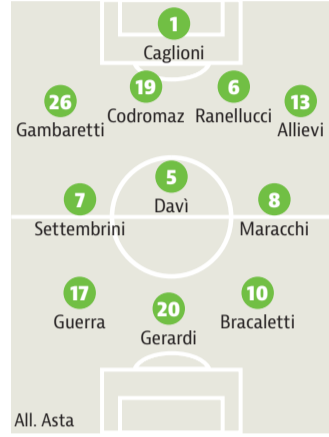 1
Caglioni
26
Gambaretti
19
Codromaz
6
Ranellucci
13
Allievi
7
Settembrini
5
Davì
8
Maracchi
17
Guerra
20
Gerardi
10
Bracaletti
All. Asta